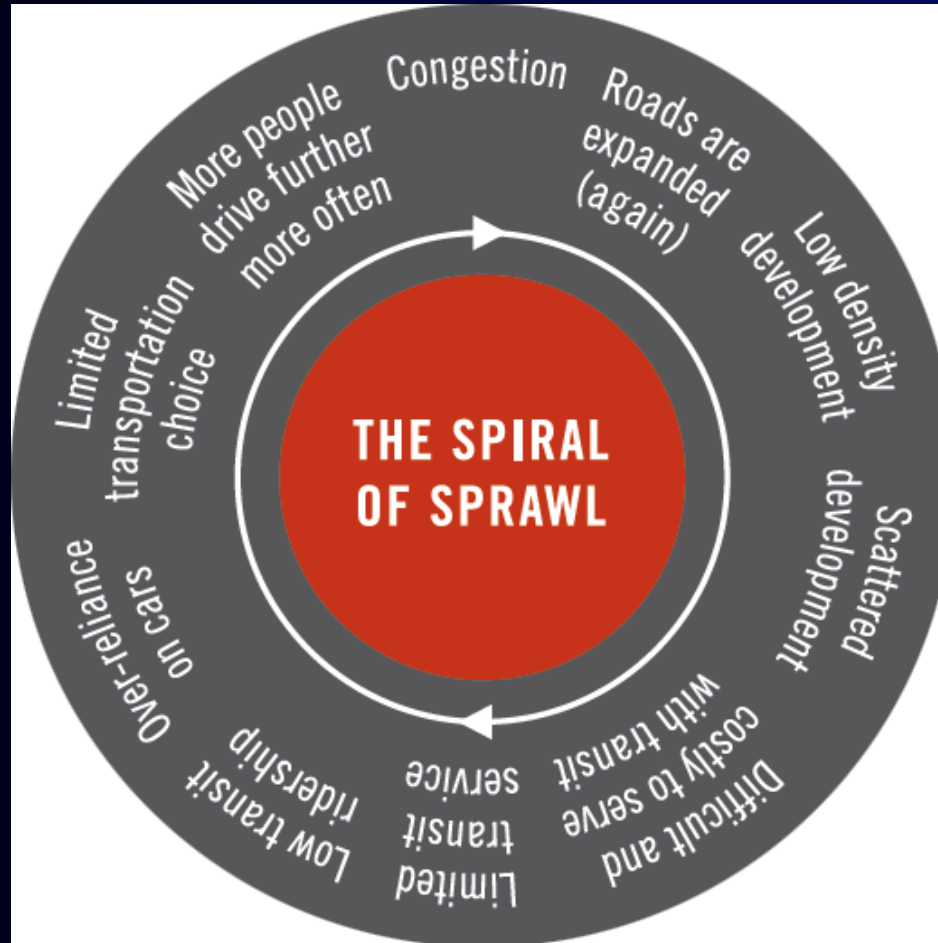 Congestion
Roads are
expanded
(again)
Low density
development
Scattered
development
Difficult and
costly to serve
with transit
Limited
transit
service
Low transit
ridership
Over-reliance
on cars
Limited
transportation
choice
More people
drive further
more often
THE SPIRAL
OF SPRAWL